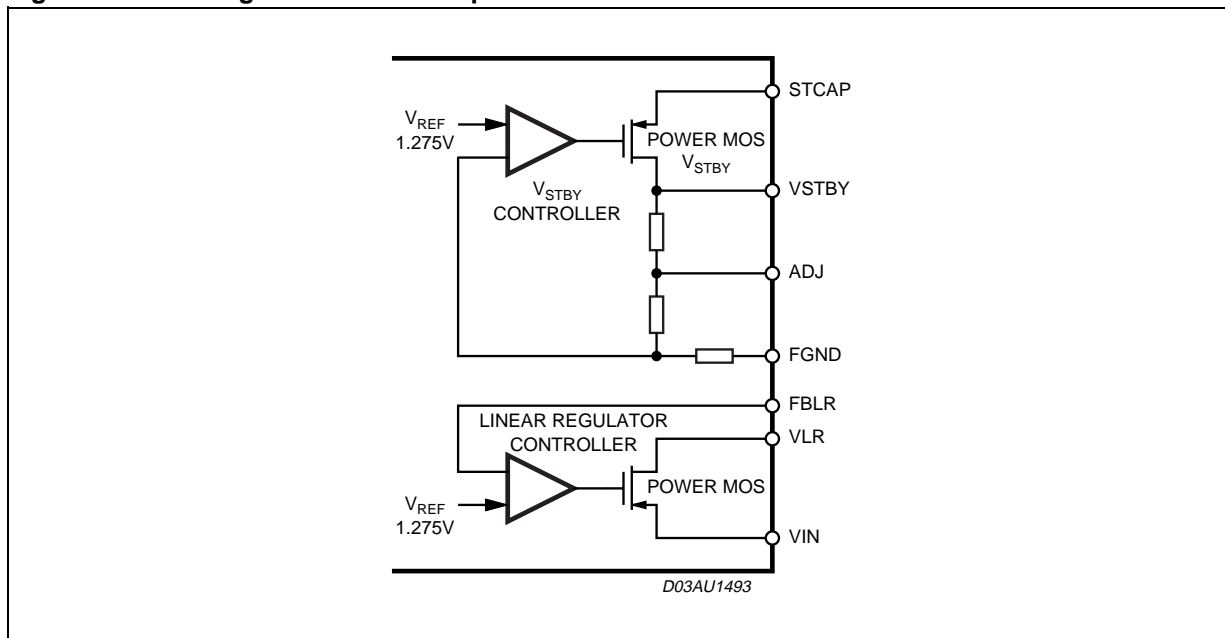 STCAP
V_REF
1.275V
POWER MOS
V_STBY
V_STBY
CONTROLLER
VSTBY
ADJ
FGND
FBLR
LINEAR REGULATOR
CONTROLLER
VLR
POWER MOS
V_REF
1.275V
VIN
D03AU1493